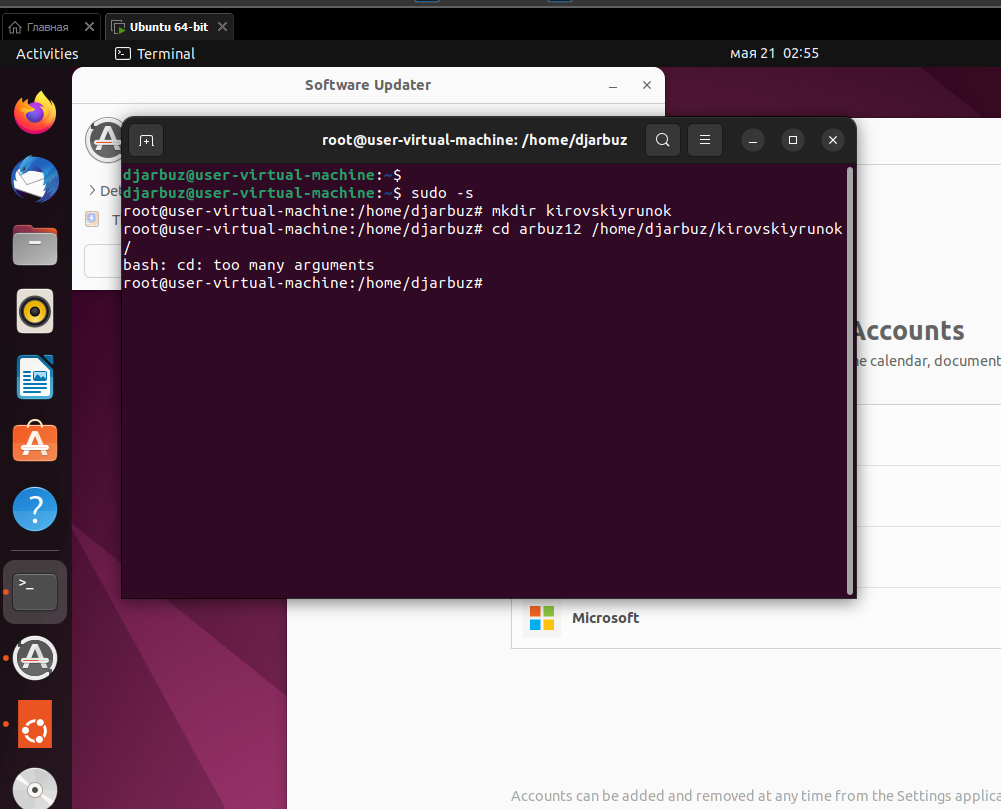 Главная
Ubuntu 64-bit
Activities
Terminal
мая 21 02:55
Software Updater
root@user-virtual-machine: /home/djarbuz
djarbuz@user-virtual-machine:~$
djarbuz@user-virtual-machine:~$ sudo -s
root@user-virtual-machine:/home/djarbuz# mkdir kirovskiyrunok
root@user-virtual-machine:/home/djarbuz# cd arbuz12 /home/djarbuz/kirovskiyrunok
/
bash: cd: too many arguments
root@user-virtual-machine:/home/djarbuz#
Accounts
calendar, document
Microsoft
Accounts can be added and removed at any time from the Settings applica